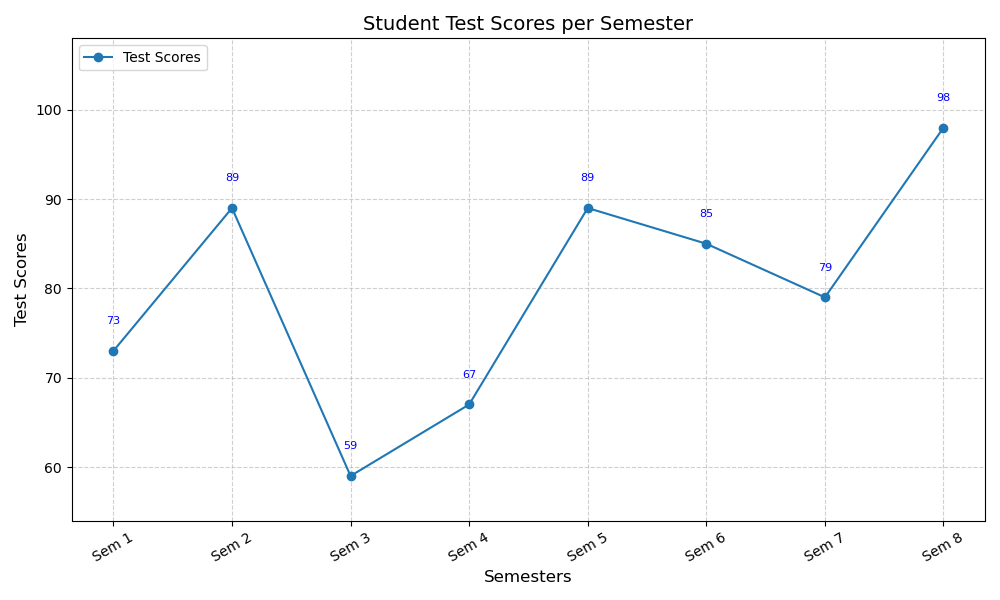 Student Test Scores per Semester
Test Scores
98
89
89
85
79
73
67
59
100
90
80
70
60
Test Scores
Sem 1
Sem 2
Sem 3
Sem 4
Sem 5
Sem 6
Sem 7
Sem 8
Semesters